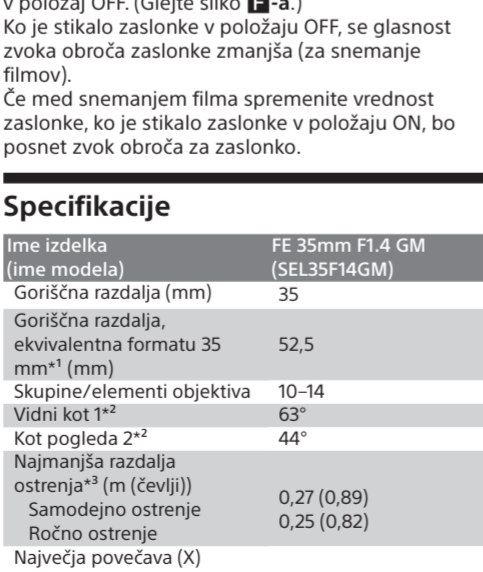 v položaj OFF. (Glejte sliko F-a.)
Ko je stikalo zaslonke v položaju OFF, se glasnost
zvoka obroča zaslonke zmanjša (za snemanje
filmov).
Če med snemanjem filma spremenite vrednost
zaslonke, ko je stikalo zaslonke v položaju ON, bo
posnet zvok obroča za zaslonko.
Specifikacije
Ime izdelka FE 35mm F1.4 GM
(ime modela) (SEL35F14GM)
Goriščna razdalja (mm) 35
Goriščna razdalja,
ekvivalentna formatu 35 52,5
mm*¹ (mm)
Skupine/elementi objektiva 10–14
Vidni kot 1*² 63°
Kot pogleda 2*² 44°
Najmanjša razdalja
ostrenja*³ (m (čevlji))
Samodejno ostrenje 0,27 (0,89)
Ročno ostrenje 0,25 (0,82)
Največja povečava (X)